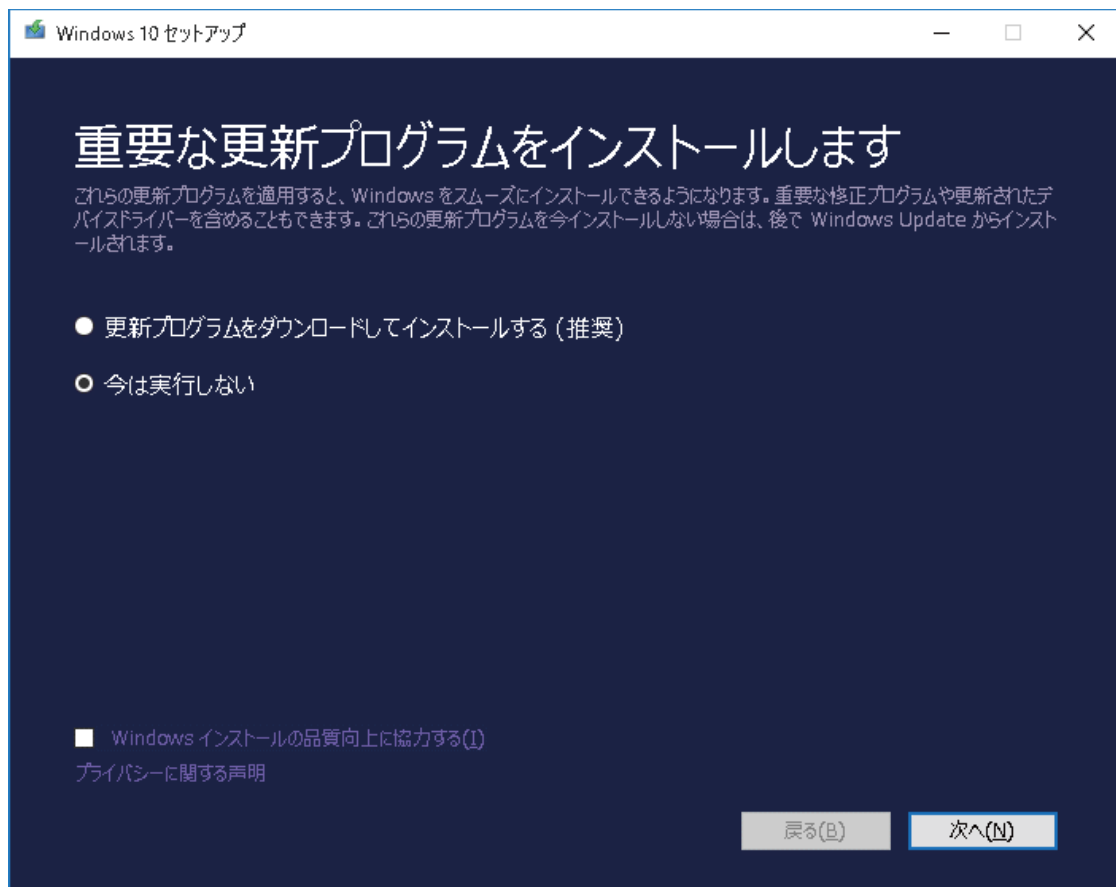 Windows 10 セットアップ
重要な更新プログラムをインストールします
これらの更新プログラムを適用すると、Windows をスムーズにインストールできるようになります。重要な修正プログラムや更新されたデ
バイスドライバーを含めることもできます。これらの更新プログラムを今インストールしない場合は、後で Windows Update からインスト
ールされます。
更新プログラムをダウンロードしてインストールする (推奨)
今は実行しない
Windows インストールの品質向上に協力する(I)
プライバシーに関する声明
戻る(B) 次へ(N)